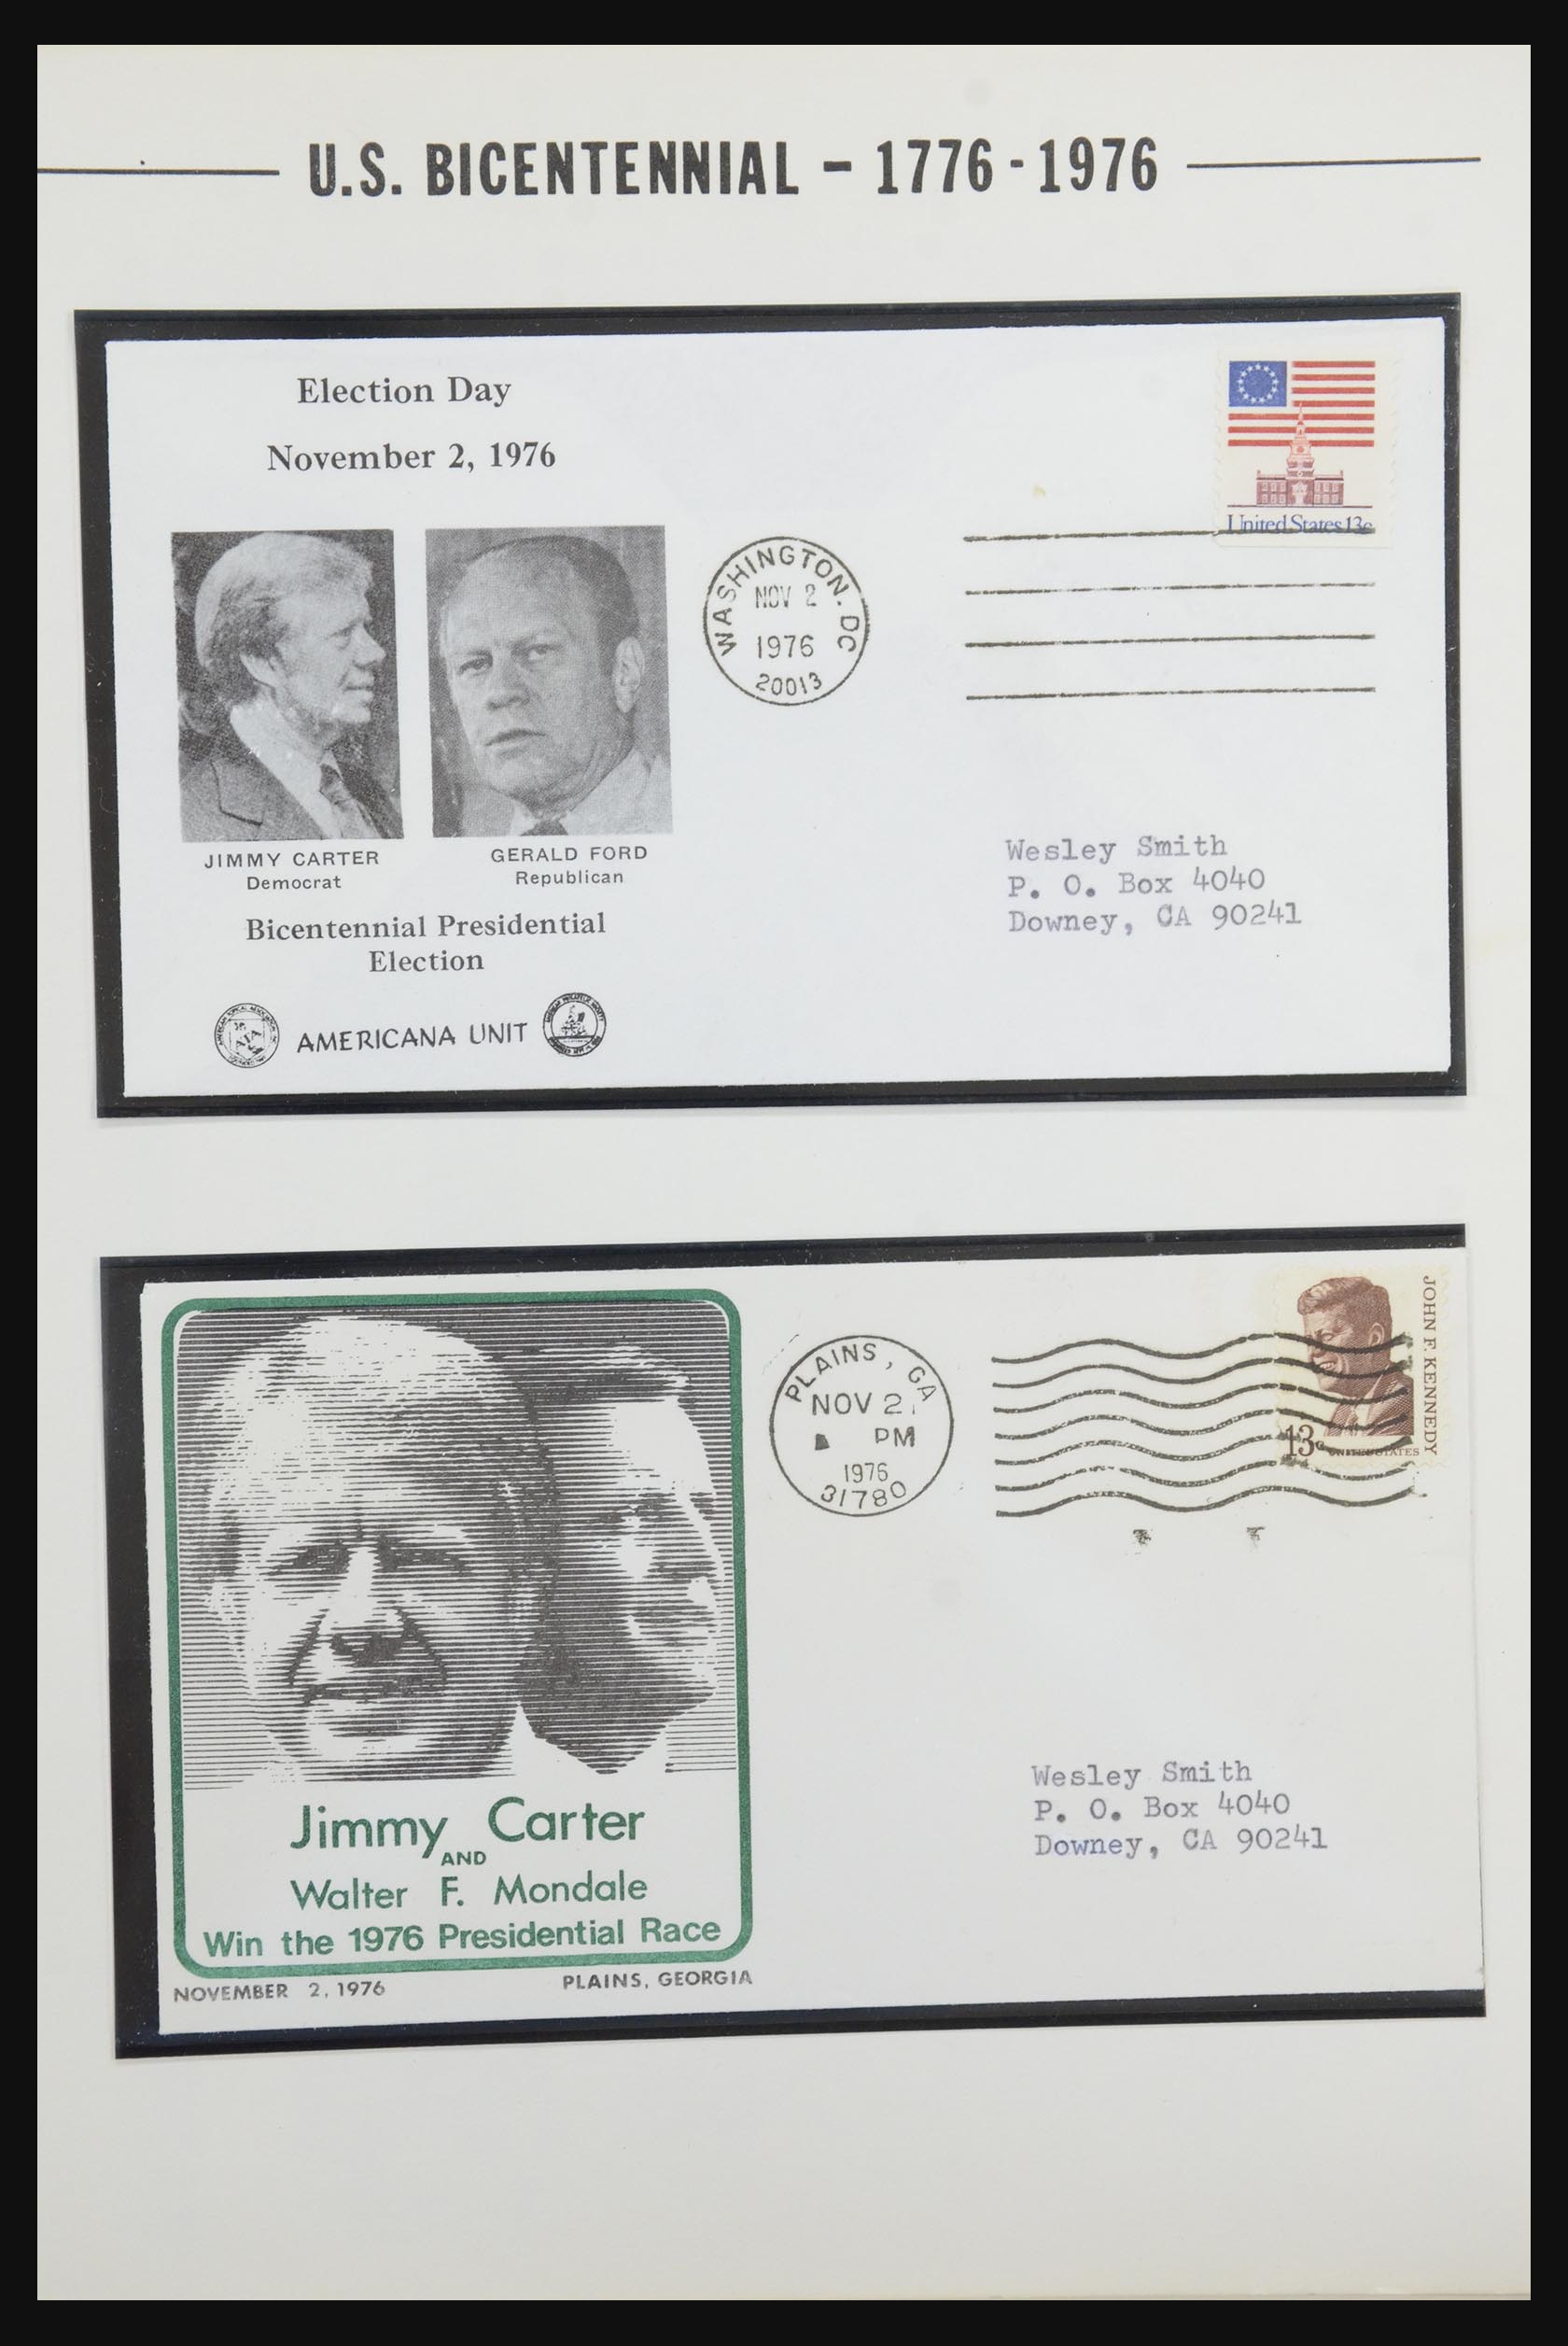 U.S. BICENTENNIAL – 1776-1976
Election Day
November 2, 1976
United States 13c
WASHINGTON. DC
NOV 2
1976
20013
JIMMY CARTER
Democrat
GERALD FORD
Republican
Bicentennial Presidential
Election
AMERICANA UNIT
Wesley Smith
P. O. Box 4040
Downey, CA 90241
JOHN F. KENNEDY
13c UNITED STATES
PLAINS, GA
NOV 2
PM
1976
31780
Jimmy Carter
AND
Walter F. Mondale
Win the 1976 Presidential Race
NOVEMBER 2, 1976
PLAINS, GEORGIA
Wesley Smith
P. O. Box 4040
Downey, CA 90241